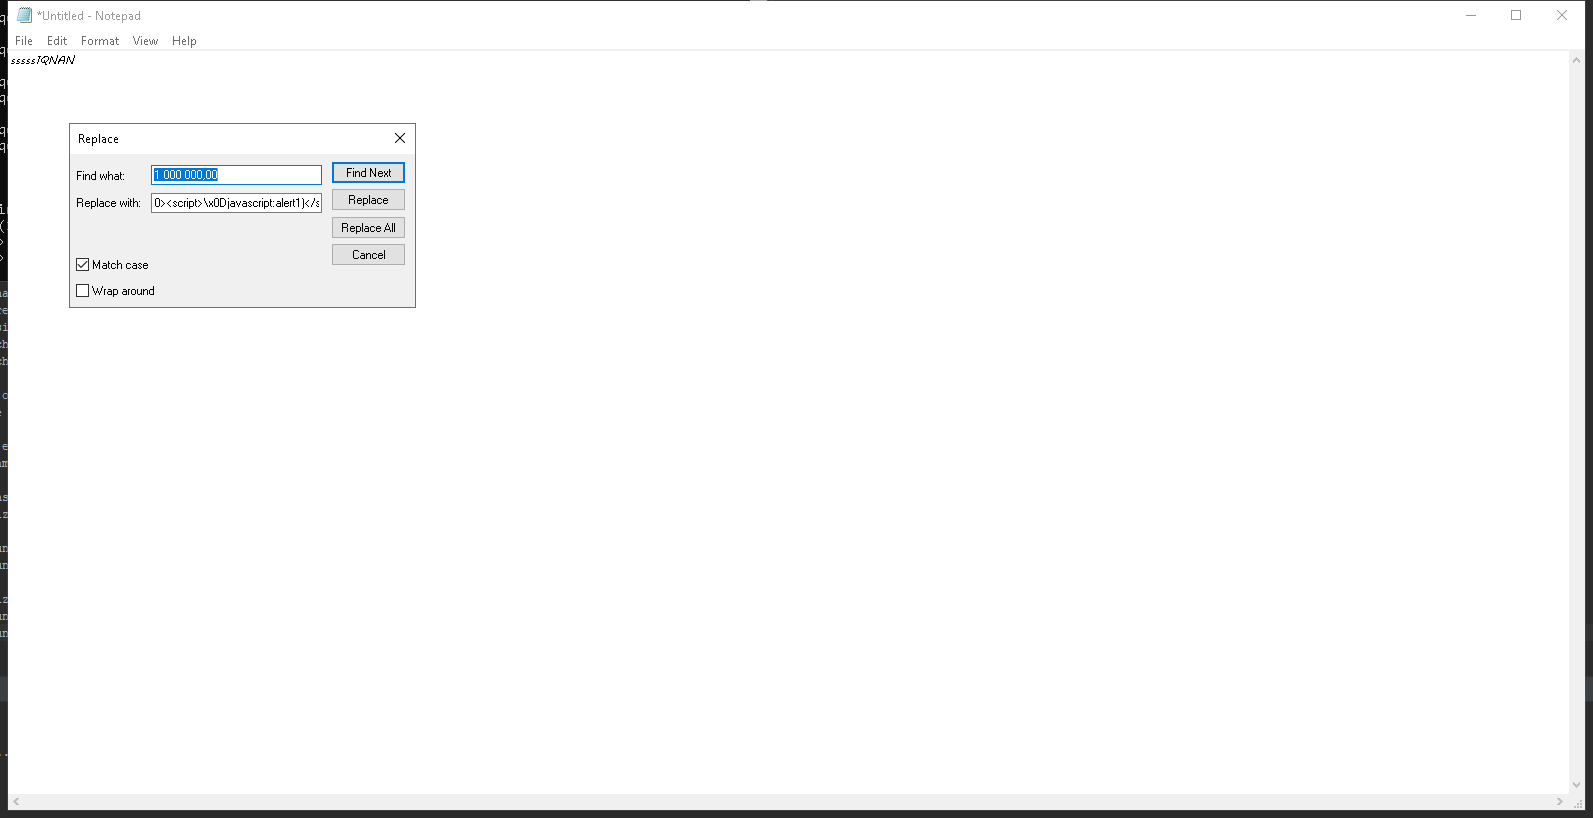 *Untitled - Notepad
File Edit Format View Help
sssssIQNAN
Replace
Find what: 1 000 000,00 Find Next
Replace with: 0><script>\x0Djavascript:alert1)</s Replace
Replace All
Cancel
Match case
Wrap around